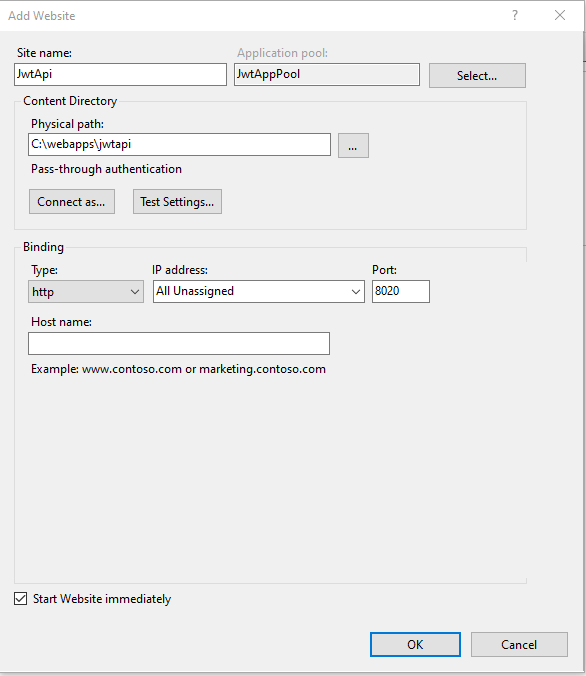 Add Website
?
Site name:
Application pool:
JwtApi
JwtAppPool
Select...
Content Directory
Physical path:
C:\webapps\jwtapi
...
Pass-through authentication
Connect as...
Test Settings...
Binding
Type:
IP address:
Port:
http
All Unassigned
8020
Host name:
Example: www.contoso.com or marketing.contoso.com
Start Website immediately
OK
Cancel